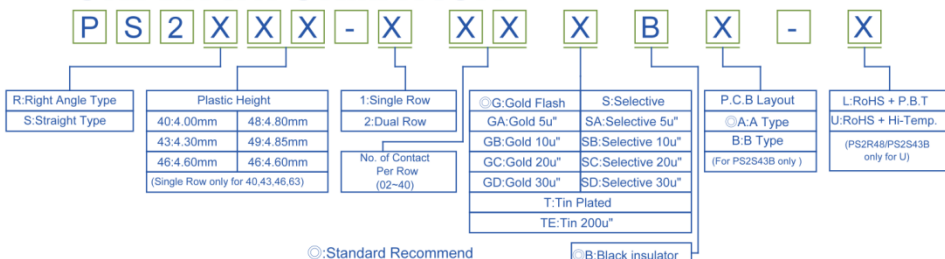 P S 2 X X X - X X X X B X - X
R:Right Angle Type
S:Straight Type
Plastic Height
40:4.00mm 48:4.80mm
43:4.30mm 49:4.85mm
46:4.60mm 46:4.60mm
(Single Row only for 40,43,46,63)
1:Single Row
2:Dual Row
No. of Contact
Per Row
(02~40)
◎G:Gold Flash S:Selective
GA:Gold 5u" SA:Selective 5u"
GB:Gold 10u" SB:Selective 10u"
GC:Gold 20u" SC:Selective 20u"
GD:Gold 30u" SD:Selective 30u"
T:Tin Plated
TE:Tin 200u"
P.C.B Layout
◎A:A Type
B:B Type
(For PS2S43B only )
L:RoHS + P.B.T
U:RoHS + Hi-Temp.
(PS2R48/PS2S43B
only for U)
◎:Standard Recommend
◎B:Black insulator